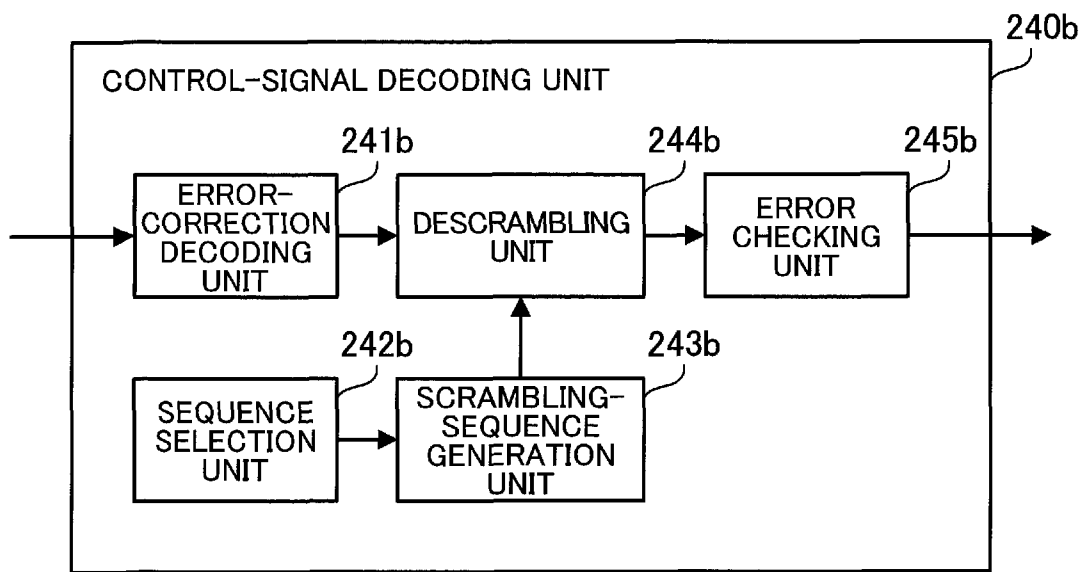 240b
CONTROL-SIGNAL DECODING UNIT
241b
244b
245b
ERROR-
CORRECTION
DECODING
UNIT
DESCRAMBLING
UNIT
ERROR
CHECKING
UNIT
242b
243b
SEQUENCE
SELECTION
UNIT
SCRAMBLING-
SEQUENCE
GENERATION
UNIT